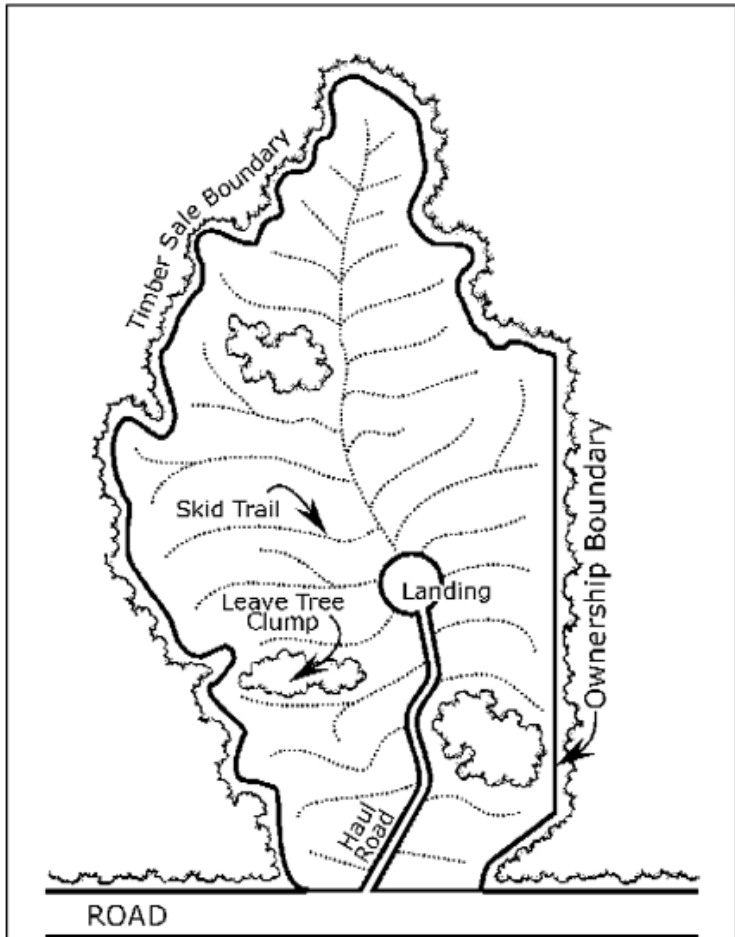 Timber Sale Boundary
Skid Trail
Landing
Leave Tree
Clump
Ownership Boundary
Haul
Road
ROAD